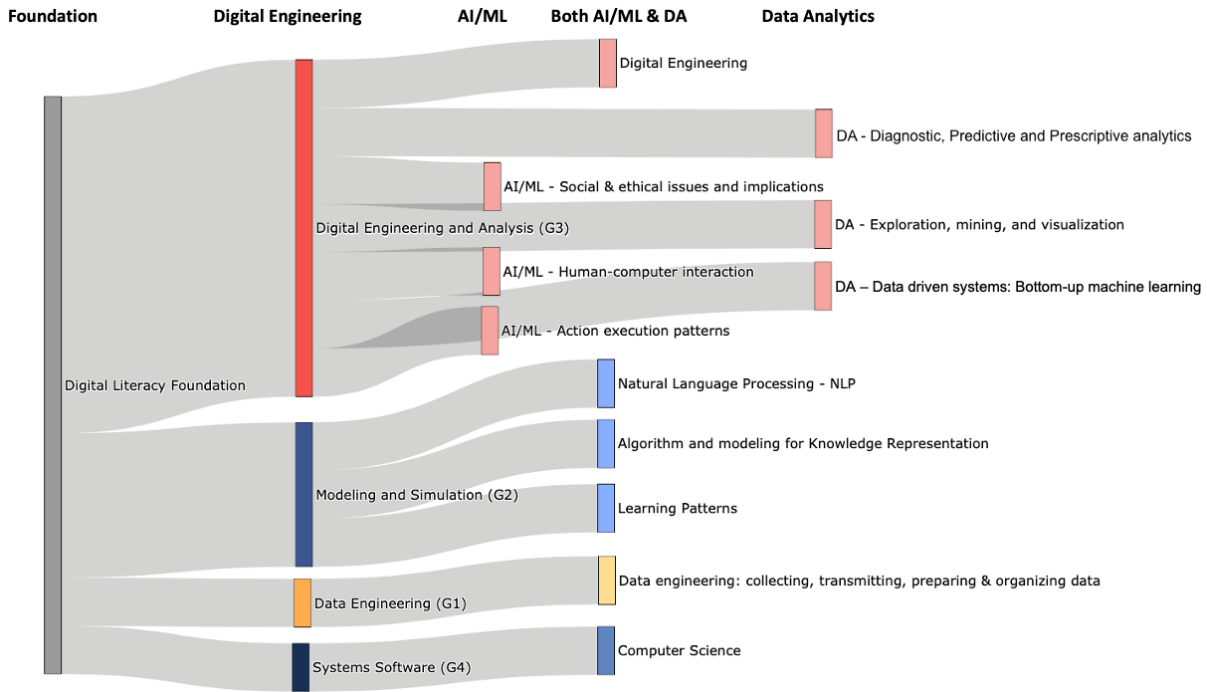 Foundation Digital Engineering AI/ML Both AI/ML & DA Data Analytics
Digital Engineering
DA - Diagnostic, Predictive and Prescriptive analytics
AI/ML - Social & ethical issues and implications
Digital Engineering and Analysis (G3)
DA - Exploration, mining, and visualization
AI/ML - Human-computer interaction
DA – Data driven systems: Bottom-up machine learning
AI/ML - Action execution patterns
Digital Literacy Foundation
Natural Language Processing - NLP
Algorithm and modeling for Knowledge Representation
Modeling and Simulation (G2)
Learning Patterns
Data engineering: collecting, transmitting, preparing & organizing data
Data Engineering (G1)
Computer Science
Systems Software (G4)